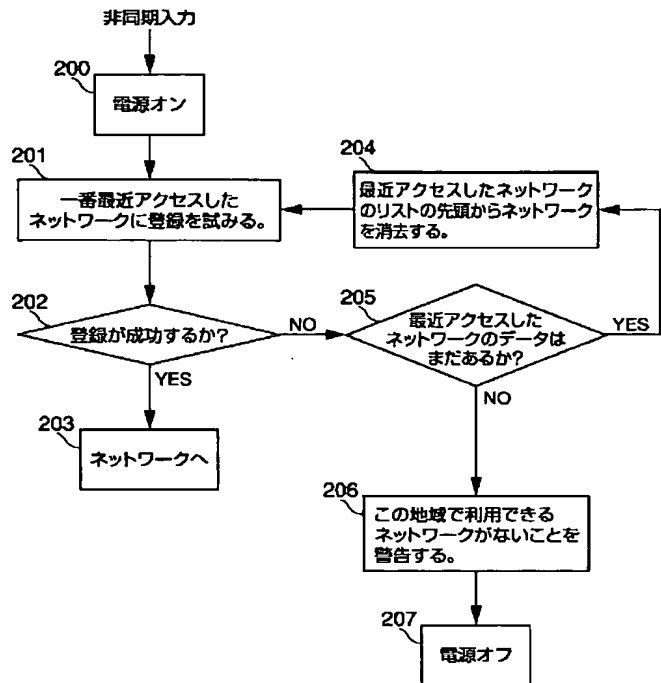 非同期入力
200
電源オン
201
一番最近アクセスした
ネットワークに登録を試みる。
204
最近アクセスしたネットワーク
のリストの先頭からネットワーク
を消去する。
202
登録が成功するか?
NO
205
最近アクセスした
ネットワークのデータは
まだあるか?
YES
YES
NO
203
ネットワークへ
206
この地域で利用できる
ネットワークがないことを
警告する。
207
電源オフ